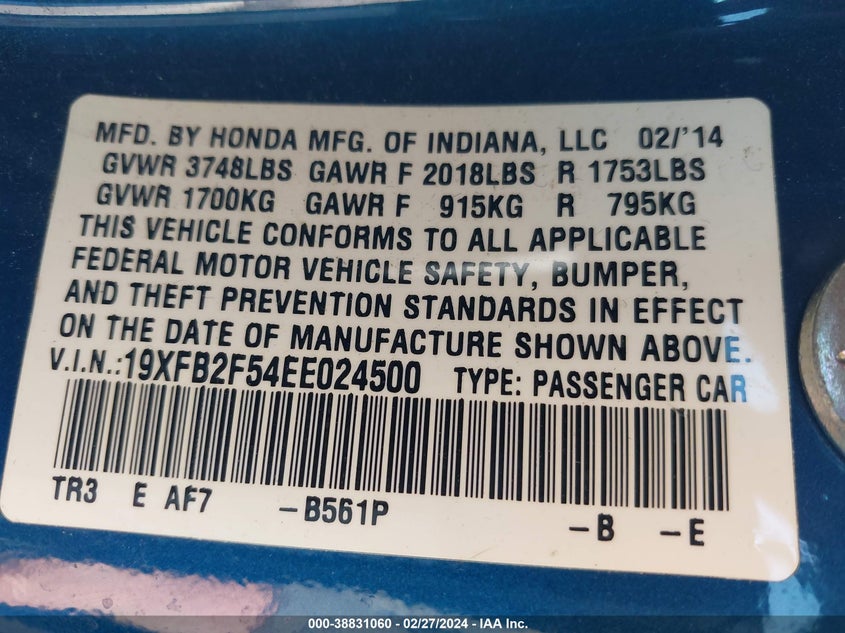 MFD. BY HONDA MFG. OF INDIANA, LLC 02/'14
GVWR 3748LBS GAWR F 2018LBS R 1753LBS
GVWR 1700KG GAWR F 915KG R 795KG
THIS VEHICLE CONFORMS TO ALL APPLICABLE
FEDERAL MOTOR VEHICLE SAFETY, BUMPER,
AND THEFT PREVENTION STANDARDS IN EFFECT
ON THE DATE OF MANUFACTURE SHOWN ABOVE.
V.I.N.:19XFB2F54EE024500 TYPE: PASSENGER CAR
TR3 E AF7 -B561P -B -E
000-38831060 - 02/27/2024 - IAA Inc.